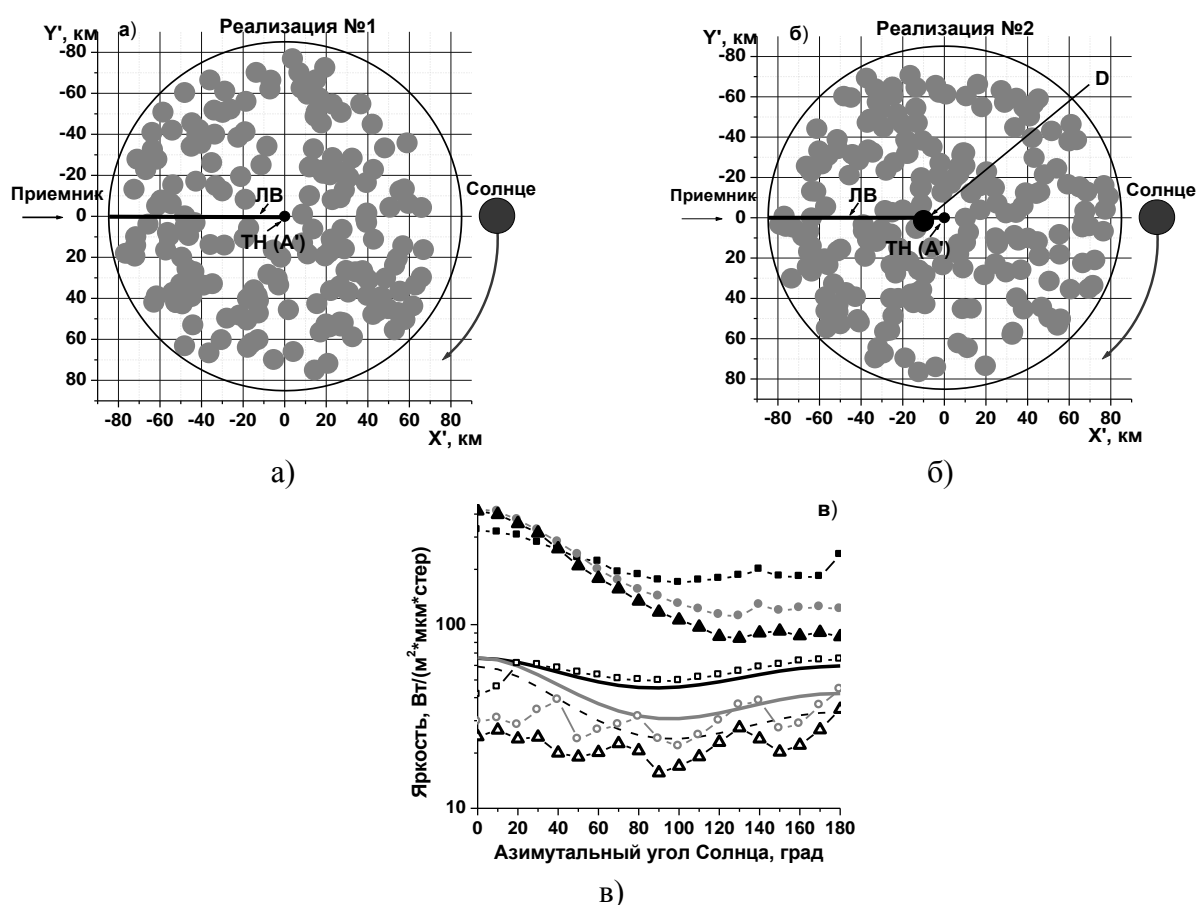 Реализация №1
Y', км
а)
-80
-60
-40
-20
0
20
40
60
80
Приемник
ЛВ
ТН (А')
Солнце
-80 -60 -40 -20 0 20 40 60 80
X', км
а)
Реализация №2
Y', км
б)
D
-80
-60
-40
-20
0
20
40
60
80
Приемник
ЛВ
ТН (А')
Солнце
-80 -60 -40 -20 0 20 40 60 80
X', км
б)
в)
Яркость, Вт/(м²*мкм*стер)
100
10
0 20 40 60 80 100 120 140 160 180
Азимутальный угол Солнца, град
в)